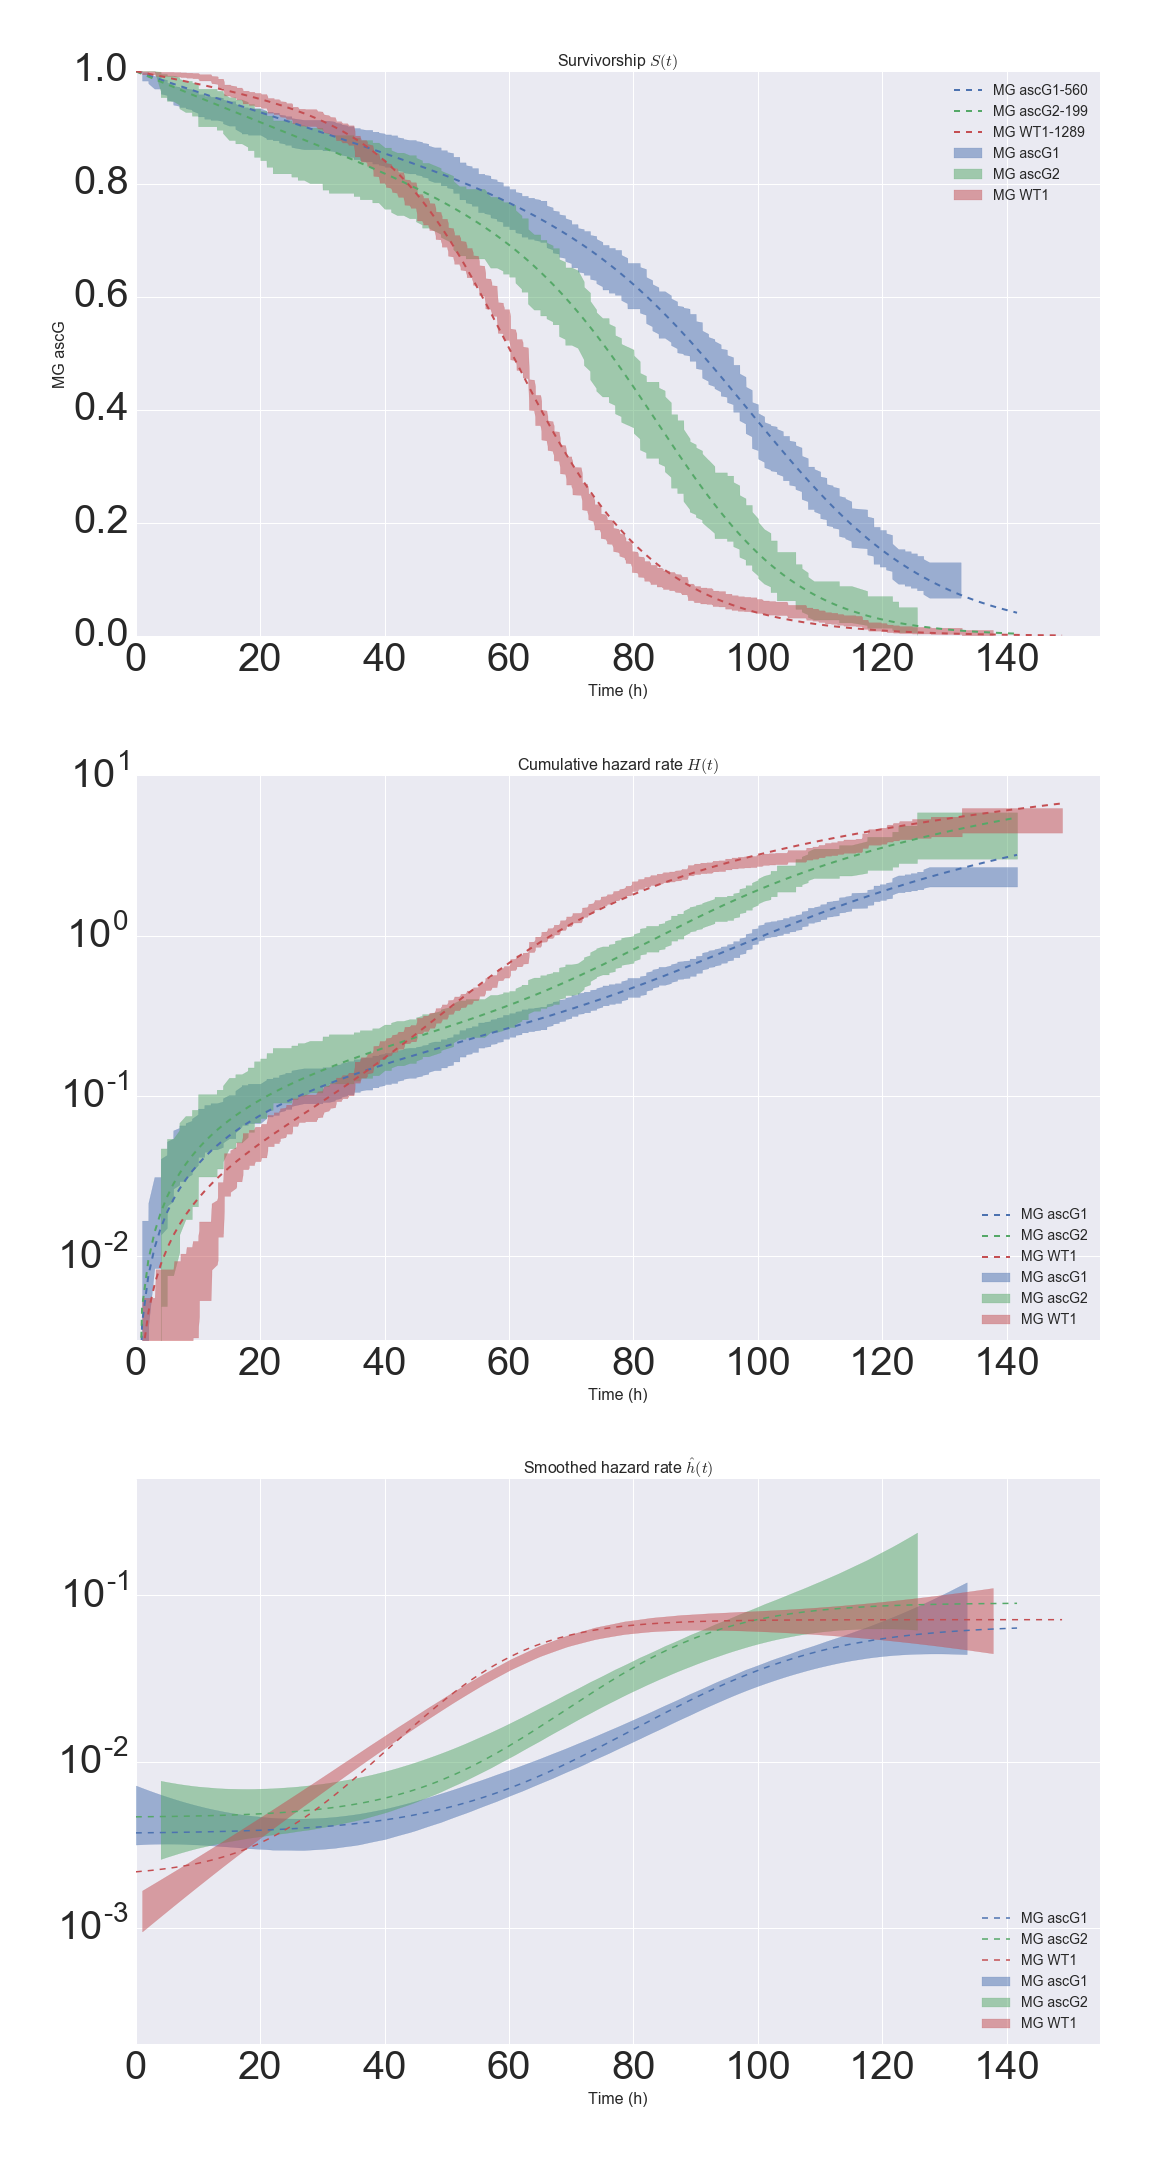 Survivorship S(t)
1.0
0.8
0.6
0.4
0.2
0.0
MG ascG
MG ascG1-560
MG ascG2-199
MG WT1-1289
MG ascG1
MG ascG2
MG WT1
0 20 40 60 80 100 120 140
Time (h)
Cumulative hazard rate H(t)
10^1
10^0
10^-1
10^-2
MG ascG1
MG ascG2
MG WT1
MG ascG1
MG ascG2
MG WT1
0 20 40 60 80 100 120 140
Time (h)
Smoothed hazard rate ĥ(t)
10^-1
10^-2
10^-3
MG ascG1
MG ascG2
MG WT1
MG ascG1
MG ascG2
MG WT1
0 20 40 60 80 100 120 140
Time (h)